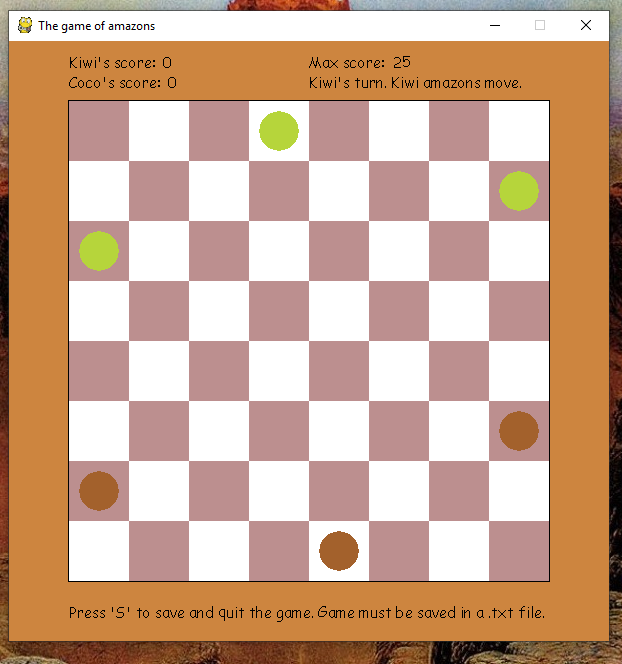 The game of amazons
Kiwi's score: 0
Max score: 25
Coco's score: 0
Kiwi's turn. Kiwi amazons move.
Press 'S' to save and quit the game. Game must be saved in a .txt file.